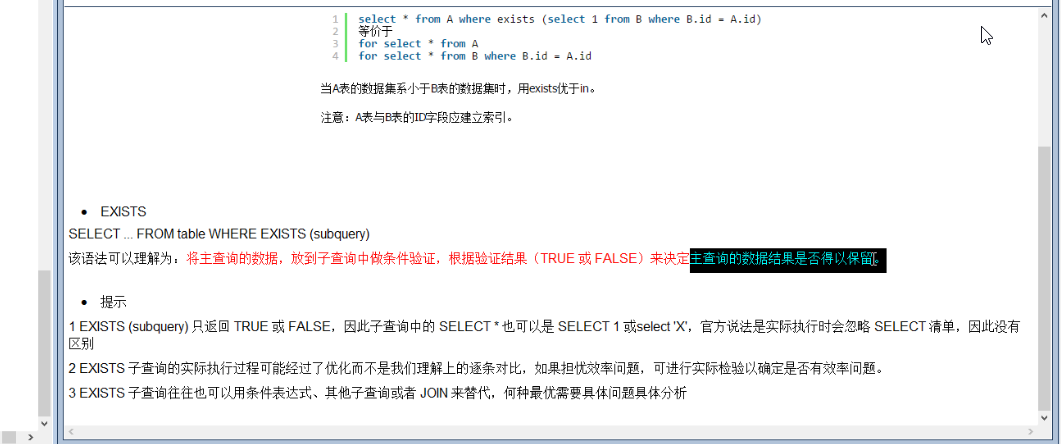 1 select * from A where exists (select 1 from B where B.id = A.id)
2 等价于
3 for select * from A
4 for select * from B where B.id = A.id
当A表的数据集系小于B表的数据集时，用exists优于in。
注意：A表与B表的ID字段应建立索引。
• EXISTS
SELECT ... FROM table WHERE EXISTS (subquery)
该语法可以理解为：将主查询的数据，放到子查询中做条件验证，根据验证结果（TRUE 或 FALSE）来决定主查询的数据结果是否得以保留。
• 提示
1 EXISTS (subquery) 只返回 TRUE 或 FALSE，因此子查询中的 SELECT * 也可以是 SELECT 1 或select 'X'，官方说法是实际执行时会忽略 SELECT 清单，因此没有
区别
2 EXISTS 子查询的实际执行过程可能经过了优化而不是我们理解上的逐条对比，如果担忧效率问题，可进行实际检验以确定是否有效率问题。
3 EXISTS 子查询往往也可以用条件表达式、其他子查询或者 JOIN 来替代，何种最优需要具体问题具体分析